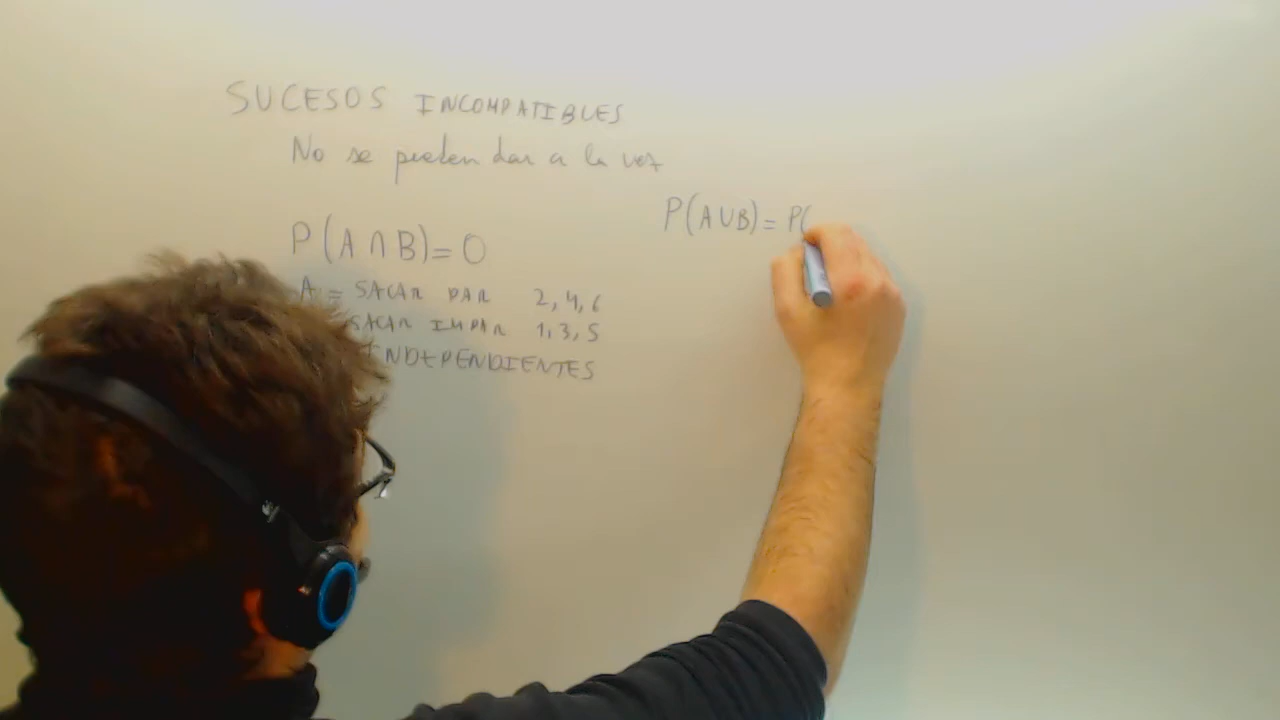 SUCESOS INCOMPATIBLES
No se pueden dar a la vez
P(A∩B)=0
A = SACAR PAR 2,4,6
SACAR IMPAR 1,3,5
INDEPENDIENTES
P(A∪B)= P(